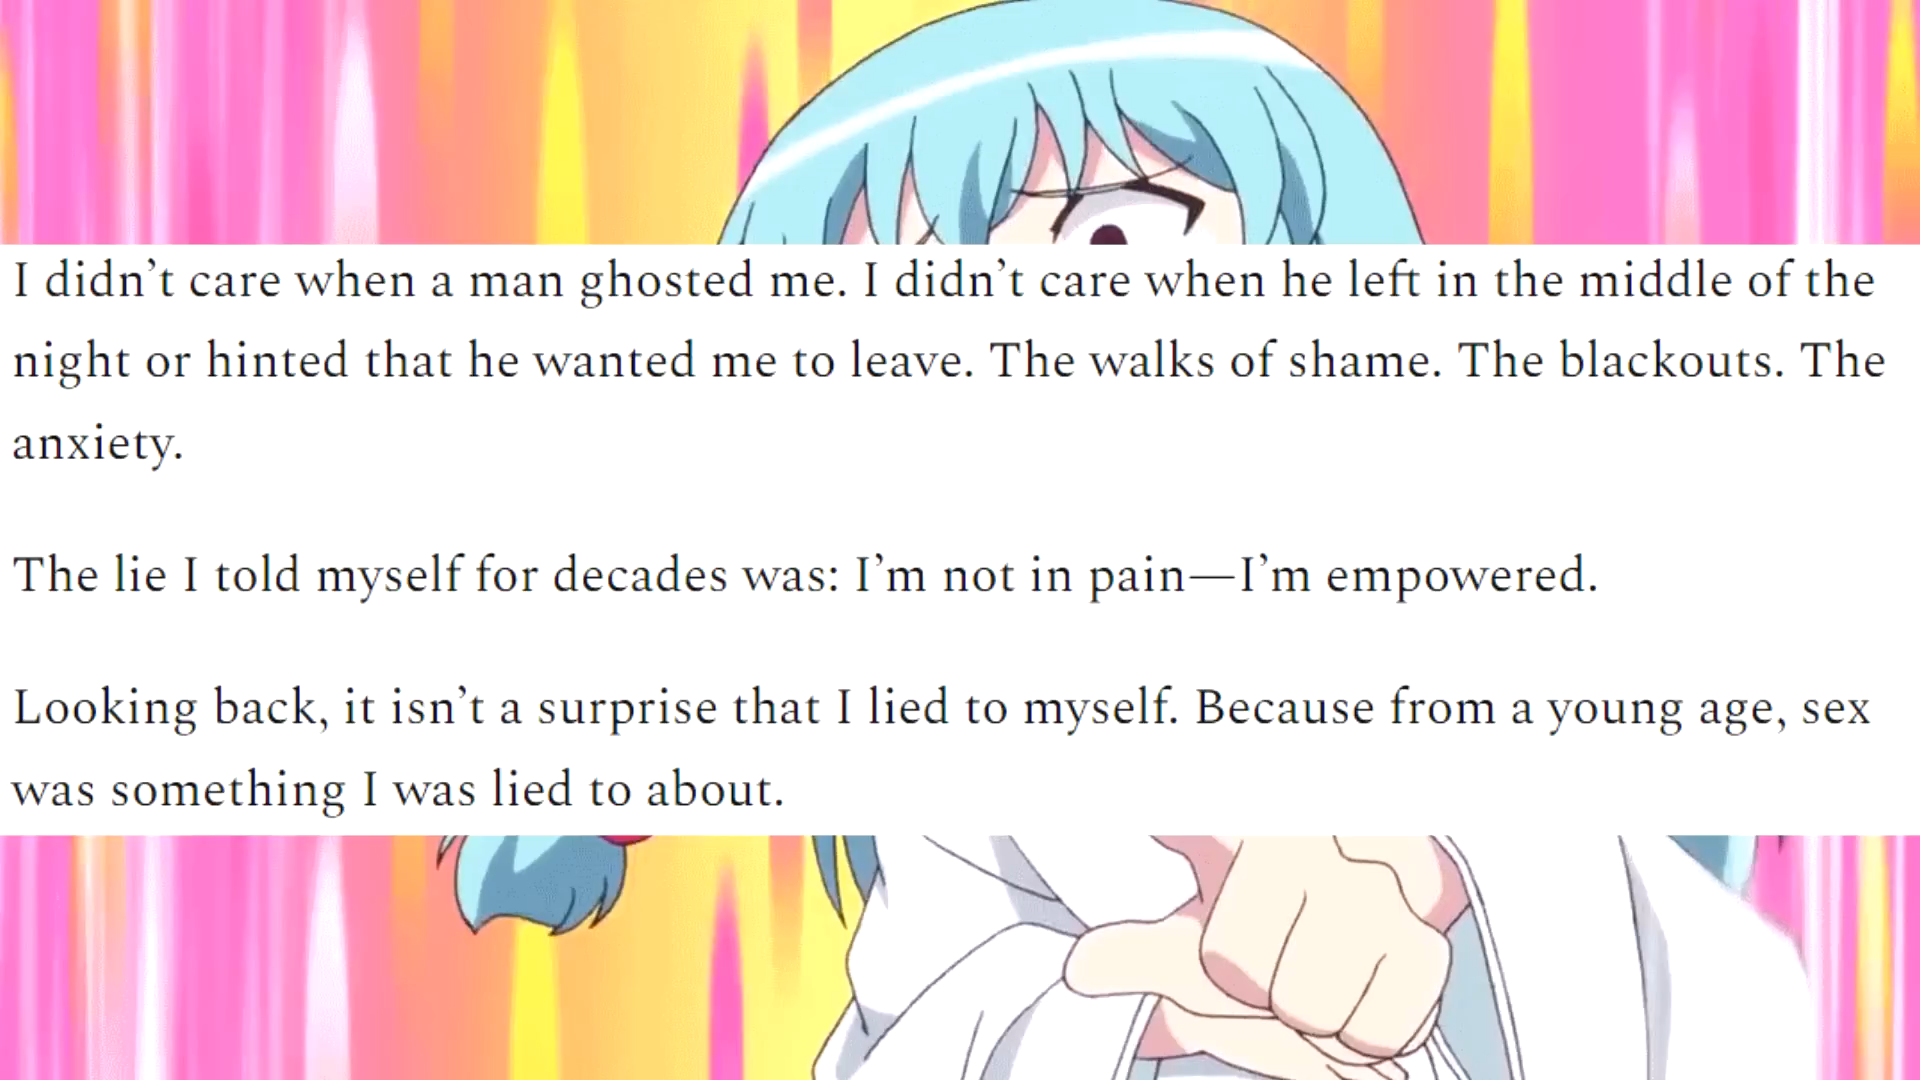 I didn’t care when a man ghosted me. I didn’t care when he left in the middle of the
night or hinted that he wanted me to leave. The walks of shame. The blackouts. The
anxiety.
The lie I told myself for decades was: I’m not in pain—I’m empowered.
Looking back, it isn’t a surprise that I lied to myself. Because from a young age, sex
was something I was lied to about.